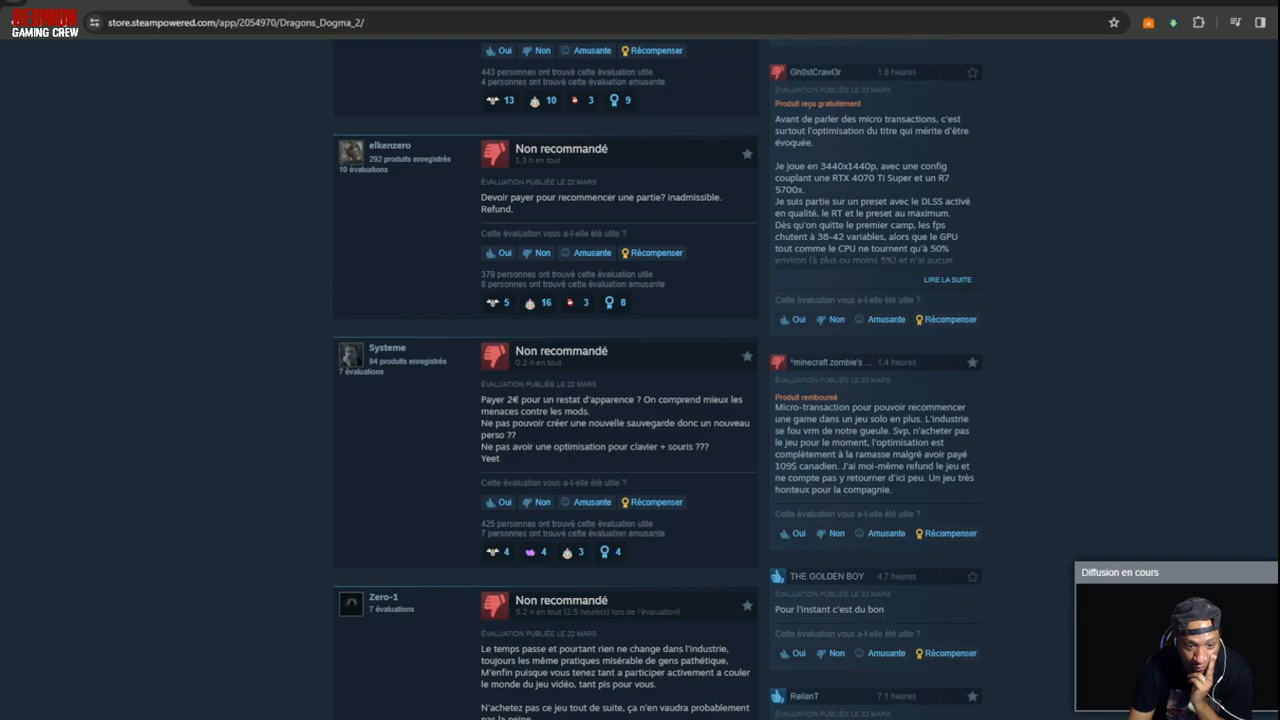 REUNION
GAMING CREW
store.steampowered.com/app/2054970/Dragons_Dogma_2/
Oui Non Amusante Récompenser
443 personnes ont trouvé cette évaluation utile
4 personnes ont trouvé cette évaluation amusante
13 10 3 9
elkenzero
292 produits enregistrés
10 évaluations
Non recommandé
1.3 h en tout
ÉVALUATION PUBLIÉE LE 22 MARS
Devoir payer pour recommencer une partie? inadmissible.
Refund.
Cette évaluation vous a-t-elle été utile ?
Oui Non Amusante Récompenser
379 personnes ont trouvé cette évaluation utile
8 personnes ont trouvé cette évaluation amusante
5 16 3 8
Systeme
94 produits enregistrés
7 évaluations
Non recommandé
0.2 h en tout
ÉVALUATION PUBLIÉE LE 22 MARS
Payer 2€ pour un restat d'apparence ? On comprend mieux les
menaces contre les mods.
Ne pas pouvoir créer une nouvelle sauvegarde donc un nouveau
perso ??
Ne pas avoir une optimisation pour clavier + souris ???
Yeet
Cette évaluation vous a-t-elle été utile ?
Oui Non Amusante Récompenser
425 personnes ont trouvé cette évaluation utile
7 personnes ont trouvé cette évaluation amusante
4 4 3 4
Zero-1
7 évaluations
Non recommandé
5.2 h en tout (2.5 heure(s) lors de l'évaluation)
ÉVALUATION PUBLIÉE LE 22 MARS
Le temps passe et pourtant rien ne change dans l'industrie,
toujours les même pratiques misérable de gens pathétique,
M'enfin puisque vous tenez tant a participer activement a couler
le monde du jeu vidéo, tant pis pour vous.
N'achetez pas ce jeu tout de suite, ça n'en vaudra probablement
pas la peine
Gh0stCrawl3r 1.8 heures
ÉVALUATION PUBLIÉE LE 22 MARS
Produit reçu gratuitement
Avant de parler des micro transactions, c'est
surtout l'optimisation du titre qui mérite d'être
évoquée.
Je joue en 3440x1440p, avec une config
couplant une RTX 4070 Ti Super et un R7
5700x.
Je suis partie sur un preset avec le DLSS activé
en qualité, le RT et le preset au maximum.
Dès qu'on quitte le premier camp, les fps
chutent à 38-42 variables, alors que le GPU
tout comme le CPU ne tournent qu'à 50%
environ (à plus ou moins 5%) et n'ai aucun
LIRE LA SUITE
Cette évaluation vous a-t-elle été utile ?
Oui Non Amusante Récompenser
*minecraft zombie's ... 1.4 heures
ÉVALUATION PUBLIÉE LE 22 MARS
Produit remboursé
Micro-transaction pour pouvoir recommencer
une game dans un jeu solo en plus. L'industrie
se fou vrm de notre gueule. Svp, n'acheter pas
le jeu pour le moment, l'optimisation est
complètement à la ramasse malgré avoir payé
109$ canadien. J'ai moi-même refund le jeu et
ne compte pas y retourner d'ici peu. Un jeu très
honteux pour la compagnie.
Cette évaluation vous a-t-elle été utile ?
Oui Non Amusante Récompenser
THE GOLDEN BOY 4.7 heures
ÉVALUATION PUBLIÉE LE 22 MARS
Pour l'instant c'est du bon
Cette évaluation vous a-t-elle été utile ?
Oui Non Amusante Récompenser
ReilanT 7.1 heures
ÉVALUATION PUBLIÉE LE 22 MARS
Diffusion en cours